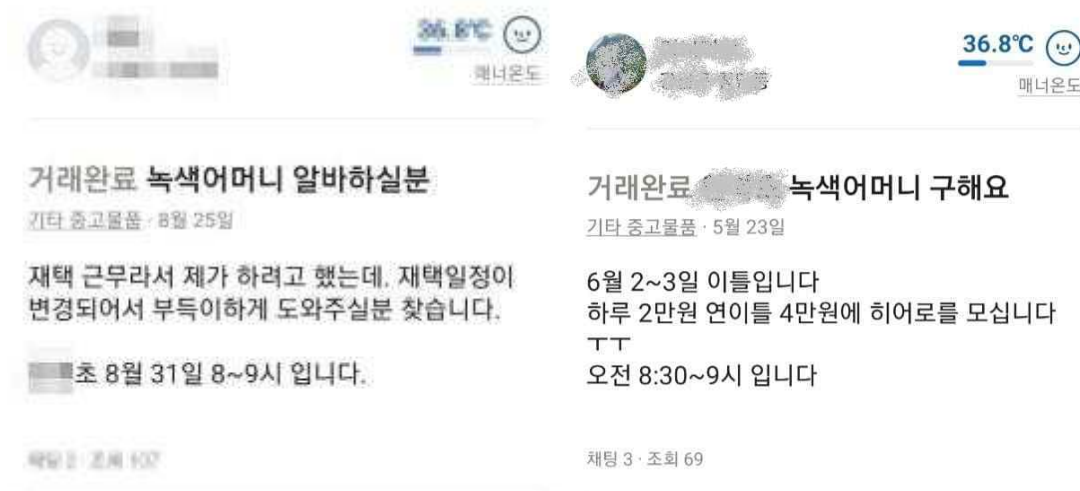 36.8℃
매너온도
거래완료 녹색어머니 알바하실분
기타 중고물품 · 8월 25일
재택 근무라서 제가 하려고 했는데. 재택일정이
변경되어서 부득이하게 도와주실분 찾습니다.
초 8월 31일 8~9시 입니다.
채팅 3 · 조회 107
36.8℃
매너온도
거래완료 녹색어머니 구해요
기타 중고물품 · 5월 23일
6월 2~3일 이틀입니다
하루 2만원 연이틀 4만원에 히어로를 모십니다
ㅜㅜ
오전 8:30~9시 입니다
채팅 3 · 조회 69